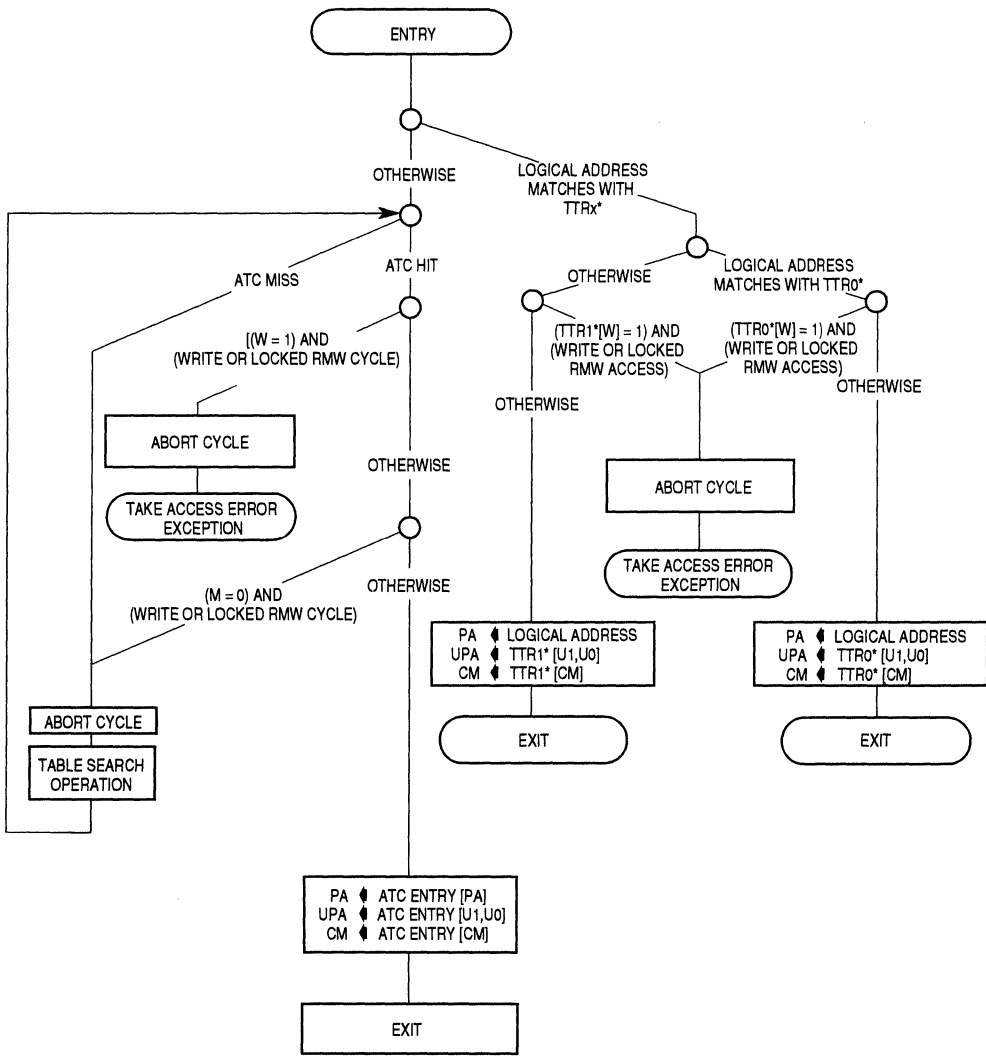 ENTRY
OTHERWISE
LOGICAL ADDRESS
MATCHES WITH
TTRx*
ATC MISS
ATC HIT
OTHERWISE
LOGICAL ADDRESS
MATCHES WITH TTR0*
[(W = 1) AND
(WRITE OR LOCKED RMW CYCLE)
(TTR1*[W] = 1) AND
(WRITE OR LOCKED
RMW ACCESS)
(TTR0*[W] = 1) AND
(WRITE OR LOCKED
RMW ACCESS)
OTHERWISE
OTHERWISE
ABORT CYCLE
TAKE ACCESS ERROR
EXCEPTION
OTHERWISE
ABORT CYCLE
TAKE ACCESS ERROR
EXCEPTION
(M = 0) AND
(WRITE OR LOCKED RMW CYCLE)
OTHERWISE
PA LOGICAL ADDRESS
UPA TTR1* [U1,U0]
CM TTR1* [CM]
EXIT
PA LOGICAL ADDRESS
UPA TTR0* [U1,U0]
CM TTR0* [CM]
EXIT
ABORT CYCLE
TABLE SEARCH
OPERATION
PA ATC ENTRY [PA]
UPA ATC ENTRY [U1,U0]
CM ATC ENTRY [CM]
EXIT